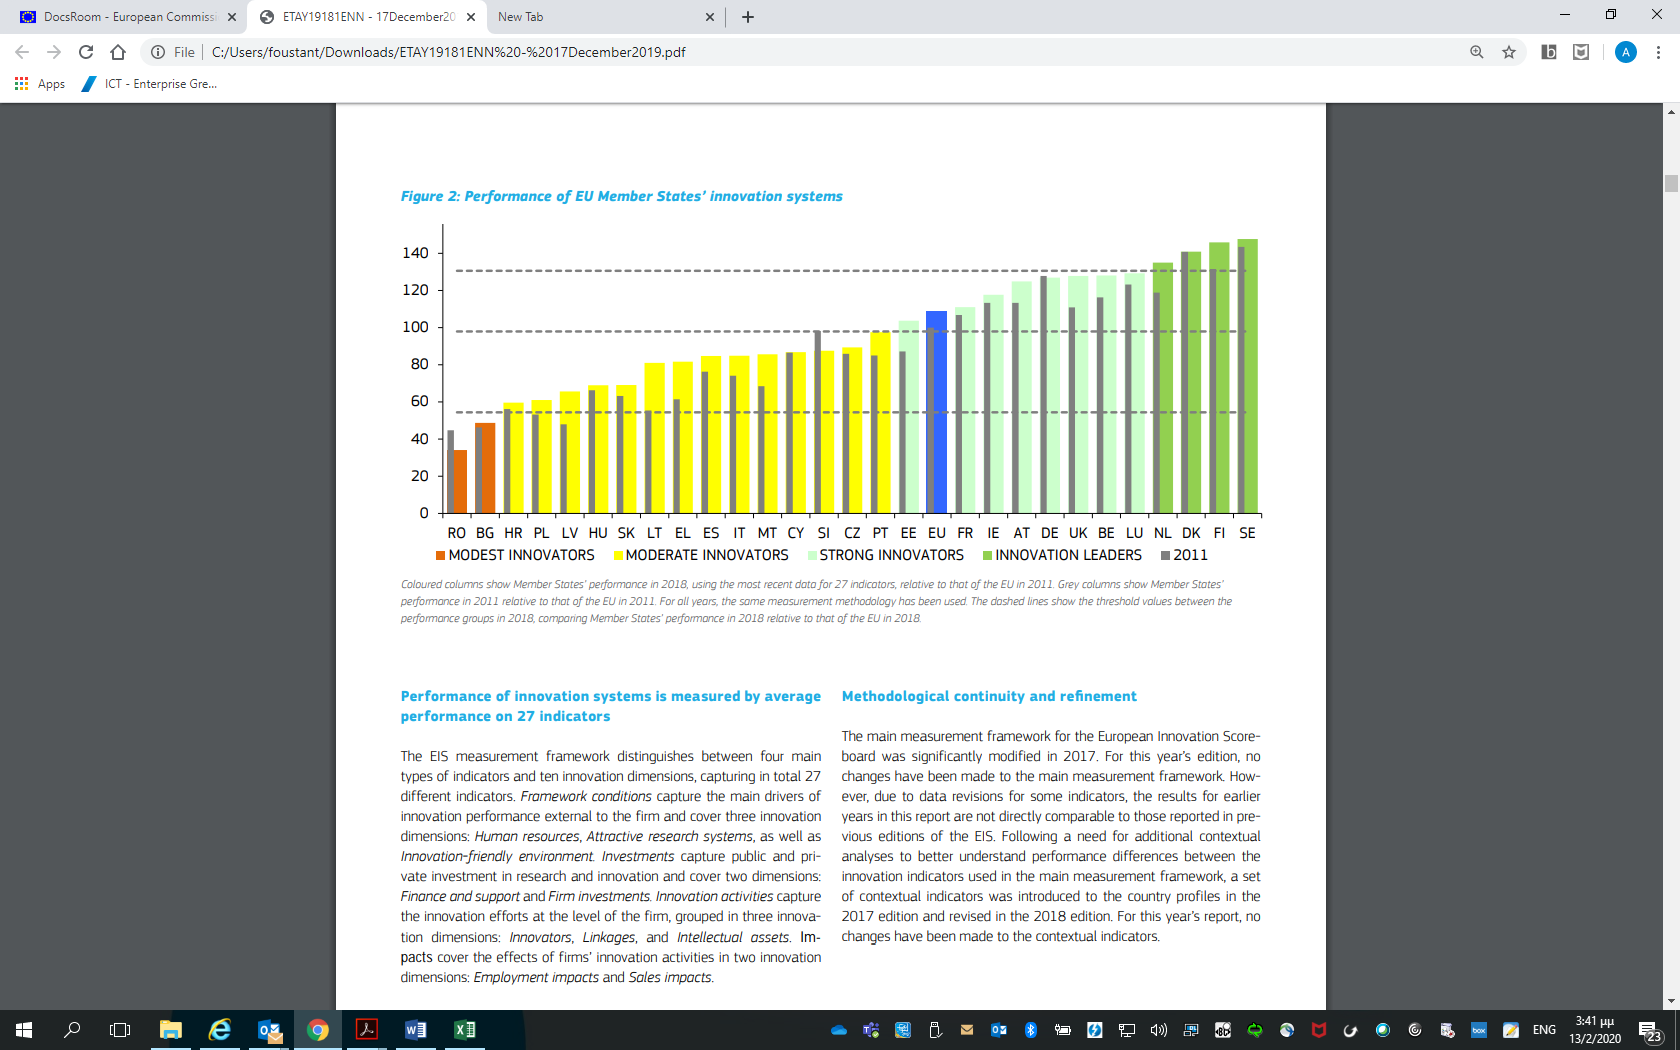 DocsRoom - European Commissi
ETAY19181ENN - 17December20
New Tab
File
C:/Users/foustant/Downloads/ETAY19181ENN%20-%2017December2019.pdf
A
Apps
ICT - Enterprise Gre...
Figure 2: Performance of EU Member States' innovation systems
140
120
100
80
60
40
20
0
RO BG HR PL LV HU SK LT EL ES IT MT CY SI CZ PT EE EU FR IE AT DE UK BE LU NL DK FI SE
MODEST INNOVATORS MODERATE INNOVATORS STRONG INNOVATORS INNOVATION LEADERS 2011
Coloured columns show Member States' performance in 2018, using the most recent data for 27 indicators, relative to that of the EU in 2011. Grey columns show Member States'
performance in 2011 relative to that of the EU in 2011. For all years, the same measurement methodology has been used. The dashed lines show the threshold values between the
performance groups in 2018, comparing Member States' performance in 2018 relative to that of the EU in 2018.
Performance of innovation systems is measured by average
performance on 27 indicators
The EIS measurement framework distinguishes between four main
types of indicators and ten innovation dimensions, capturing in total 27
different indicators. Framework conditions capture the main drivers of
innovation performance external to the firm and cover three innovation
dimensions: Human resources, Attractive research systems, as well as
Innovation-friendly environment. Investments capture public and pri-
vate investment in research and innovation and cover two dimensions:
Finance and support and Firm investments. Innovation activities capture
the innovation efforts at the level of the firm, grouped in three innova-
tion dimensions: Innovators, Linkages, and Intellectual assets. Im-
pacts cover the effects of firms' innovation activities in two innovation
dimensions: Employment impacts and Sales impacts.
Methodological continuity and refinement
The main measurement framework for the European Innovation Score-
board was significantly modified in 2017. For this year's edition, no
changes have been made to the main measurement framework. How-
ever, due to data revisions for some indicators, the results for earlier
years in this report are not directly comparable to those reported in pre-
vious editions of the EIS. Following a need for additional contextual
analyses to better understand performance differences between the
innovation indicators used in the main measurement framework, a set
of contextual indicators was introduced to the country profiles in the
2017 edition and revised in the 2018 edition. For this year's report, no
changes have been made to the contextual indicators.
box
ENG
3:41 μμ
13/2/2020
23